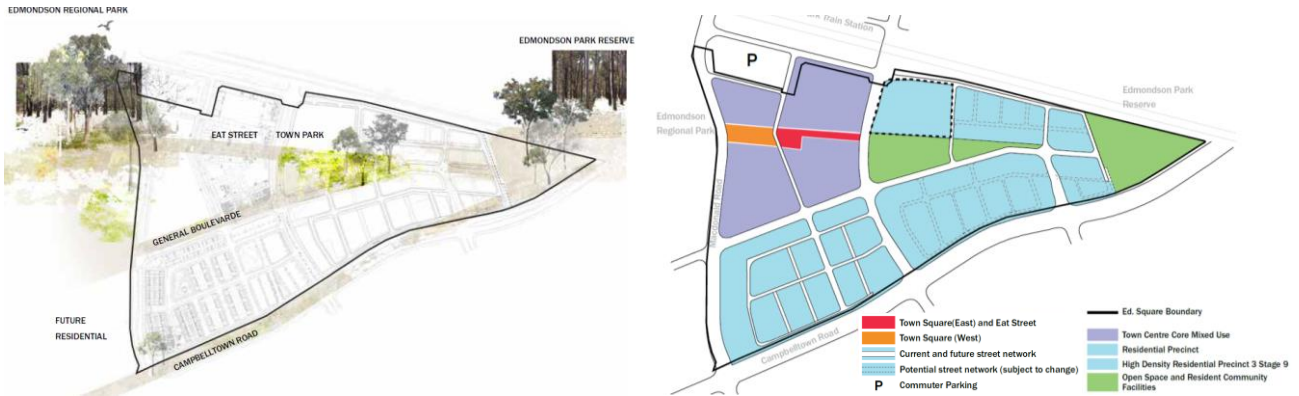 EDMONDSON REGIONAL PARK
EDMONDSON PARK RESERVE
EAT STREET
TOWN PARK
GENERAL BOULEVARDE
FUTURE
RESIDENTIAL
CAMPBELLTOWN ROAD
Train Station
P
Edmondson Park
Reserve
Edmondson
Regional Park
Macdonald Road
Campbelltown Road
Town Square(East) and Eat Street
Town Square (West)
Current and future street network
Potential street network (subject to change)
P Commuter Parking
Ed. Square Boundary
Town Centre Core Mixed Use
Residential Precinct
High Density Residential Precinct 3 Stage 9
Open Space and Resident Community
Facilities